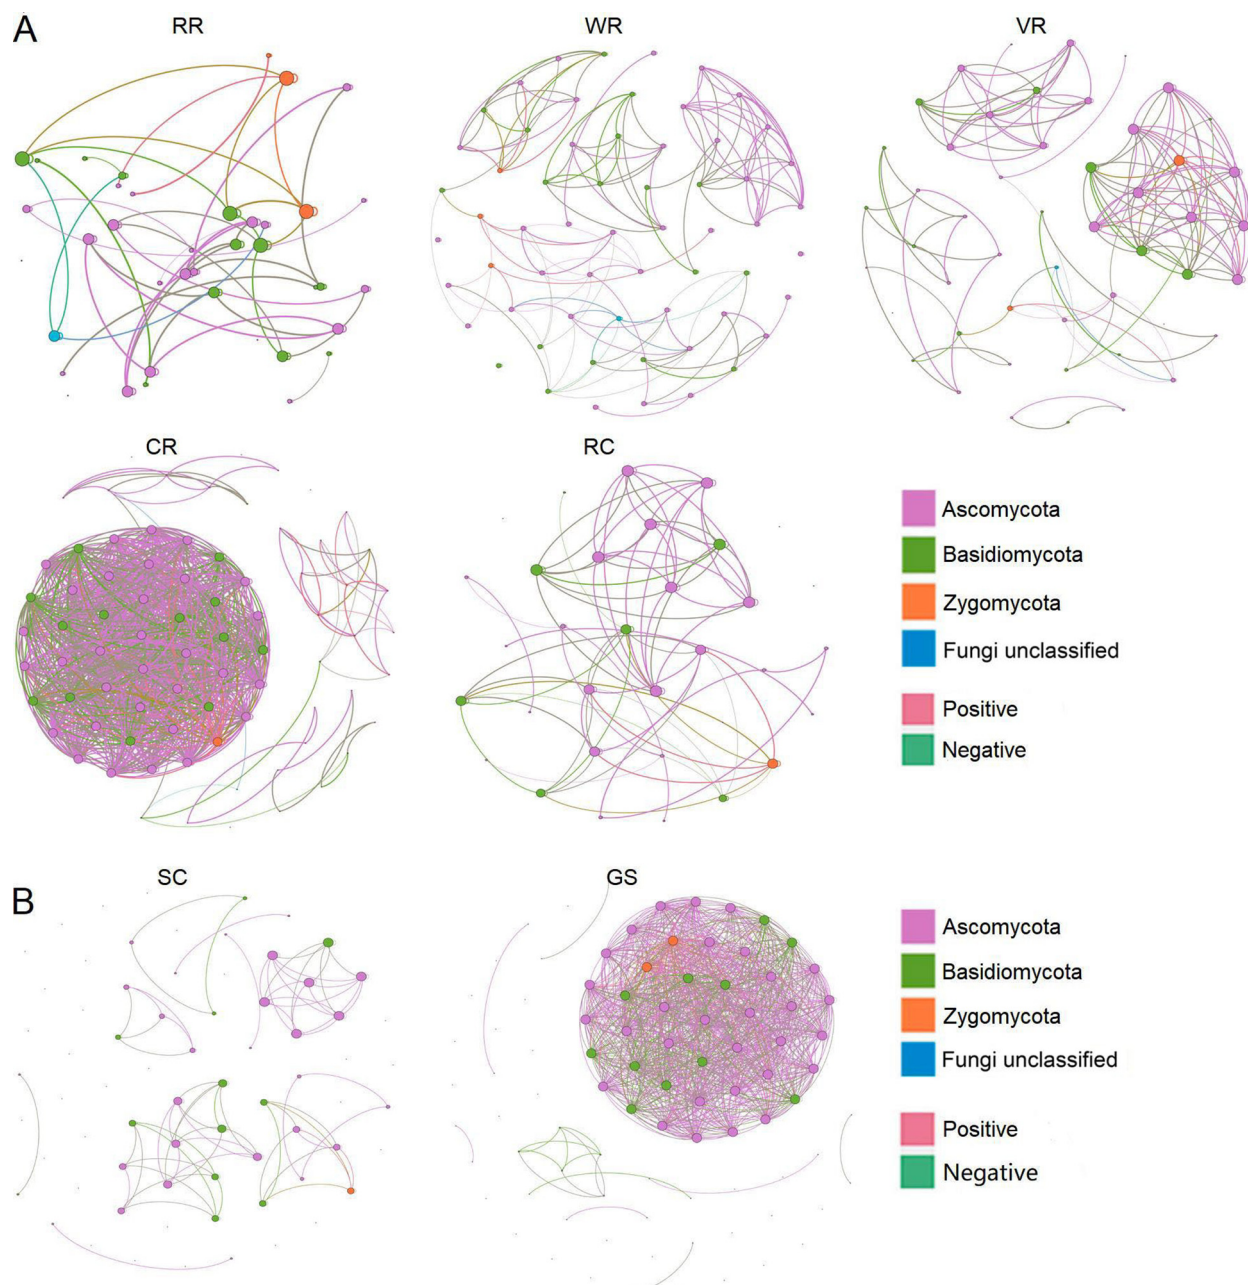 A
RR
WR
VR
CR
RC
Ascomycota
Basidiomycota
Zygomycota
Fungi unclassified
Positive
Negative
B
SC
GS
Ascomycota
Basidiomycota
Zygomycota
Fungi unclassified
Positive
Negative